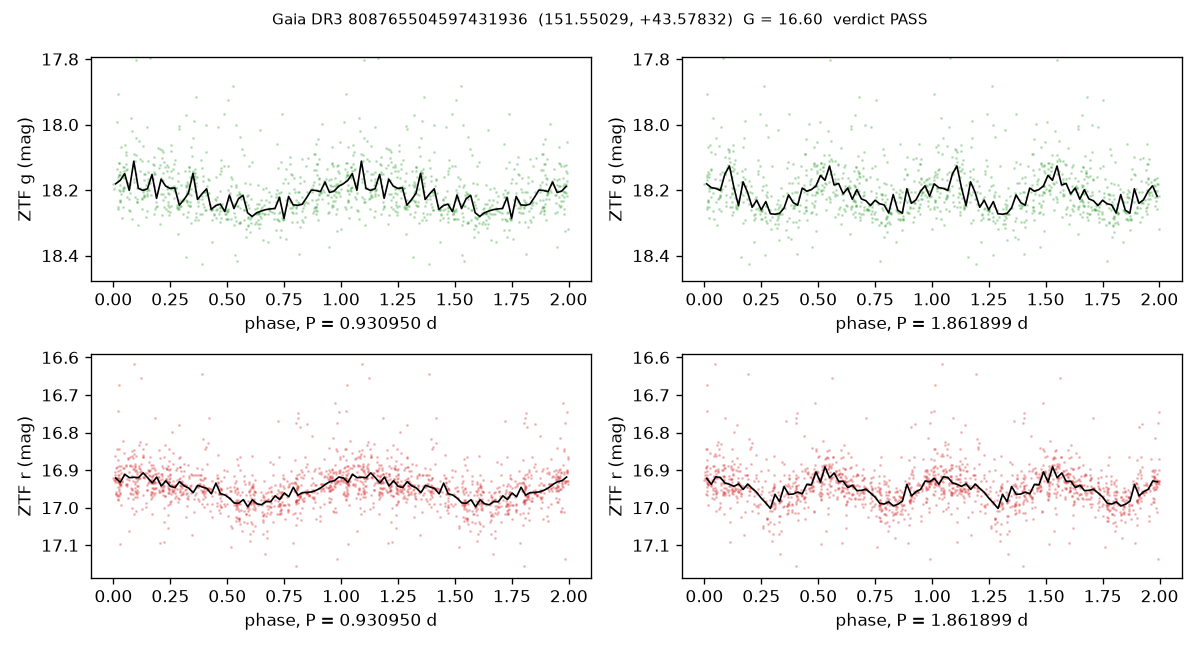 Gaia DR3 808765504597431936 (151.55029, +43.57832) G = 16.60 verdict PASS
ZTF g (mag)
17.8
18.0
18.2
18.4
0.00 0.25 0.50 0.75 1.00 1.25 1.50 1.75 2.00
phase, P = 0.930950 d
ZTF g (mag)
17.8
18.0
18.2
18.4
0.00 0.25 0.50 0.75 1.00 1.25 1.50 1.75 2.00
phase, P = 1.861899 d
ZTF r (mag)
16.6
16.7
16.8
16.9
17.0
17.1
0.00 0.25 0.50 0.75 1.00 1.25 1.50 1.75 2.00
phase, P = 0.930950 d
ZTF r (mag)
16.6
16.7
16.8
16.9
17.0
17.1
0.00 0.25 0.50 0.75 1.00 1.25 1.50 1.75 2.00
phase, P = 1.861899 d